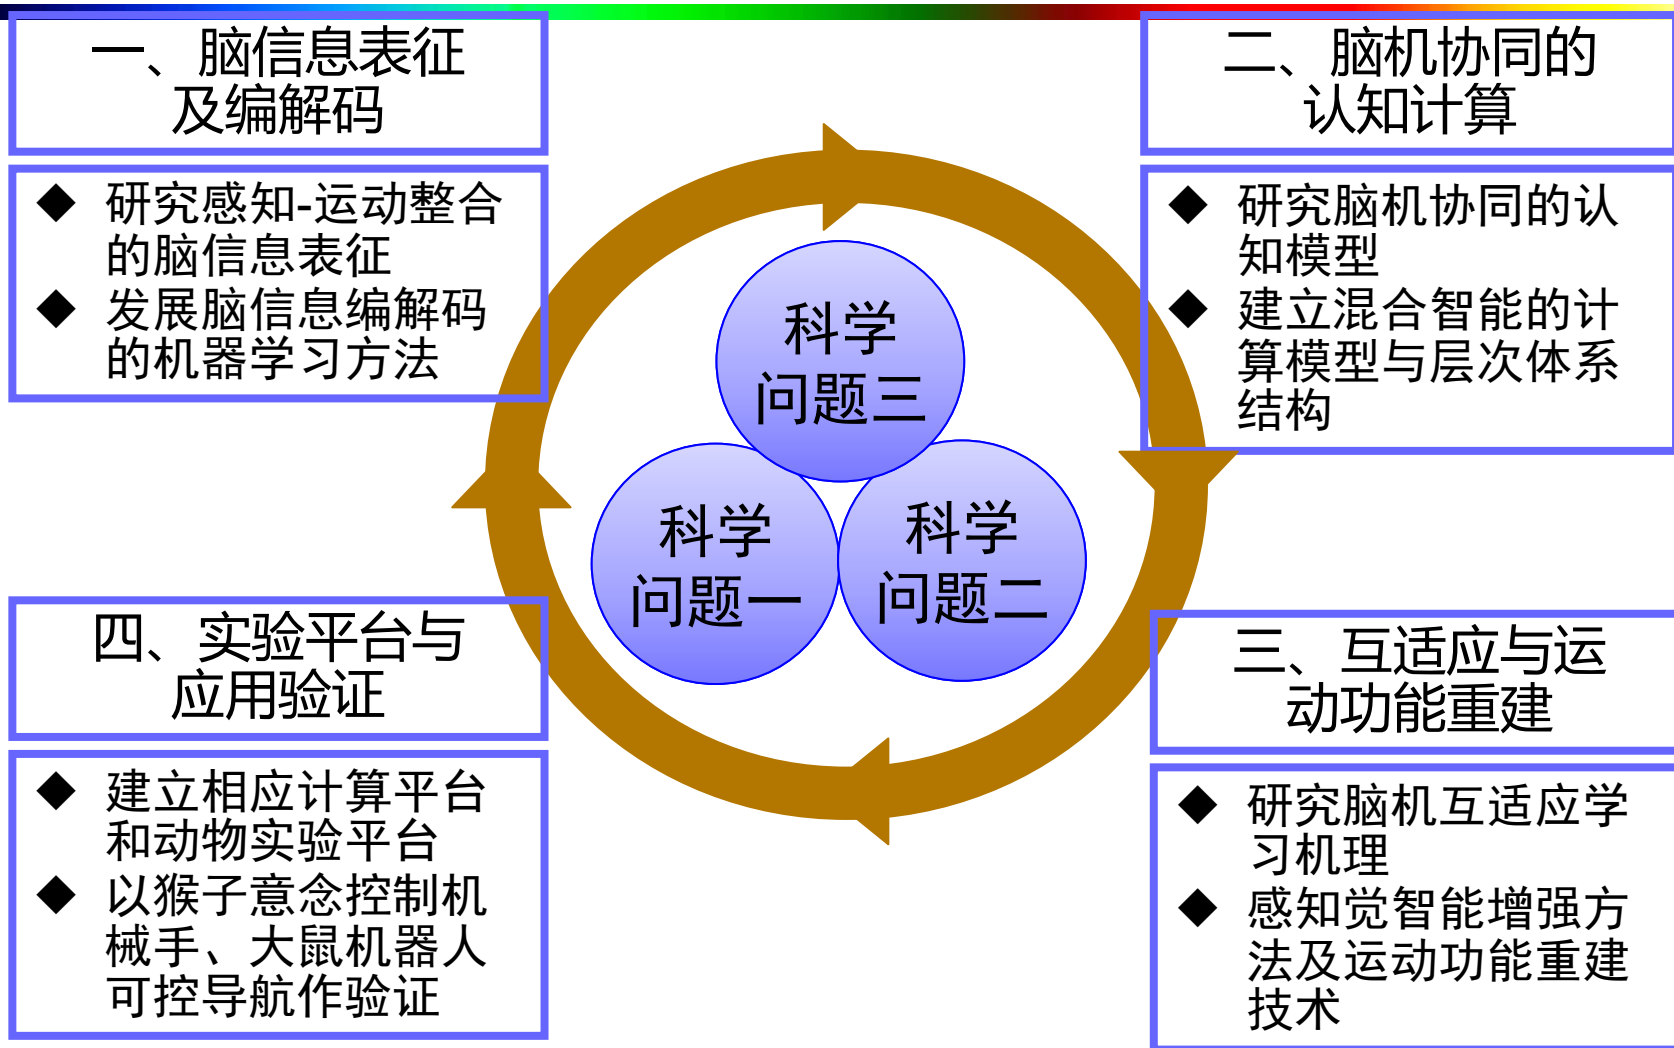 一、脑信息表征
及编解码
◆ 研究感知-运动整合
的脑信息表征
◆ 发展脑信息编解码
的机器学习方法
二、脑机协同的
认知计算
◆ 研究脑机协同的认
知模型
◆ 建立混合智能的计
算模型与层次体系
结构
科学
问题三
科学
问题一
科学
问题二
四、实验平台与
应用验证
◆ 建立相应计算平台
和动物实验平台
◆ 以猴子意念控制机
械手、大鼠机器人
可控导航作验证
三、互适应与运
动功能重建
◆ 研究脑机互适应学
习机理
◆ 感知觉智能增强方
法及运动功能重建
技术